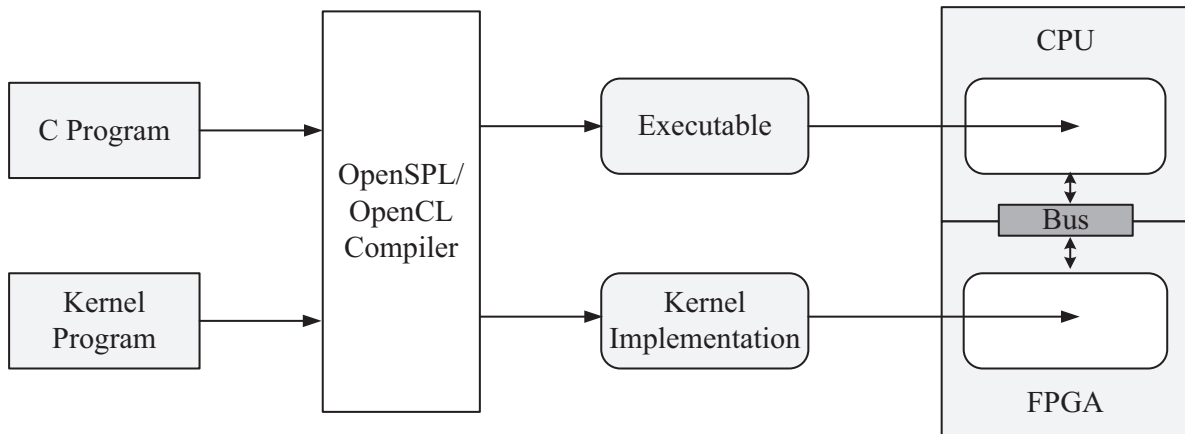 C Program
Kernel
Program
OpenSPL/
OpenCL
Compiler
Executable
Kernel
Implementation
CPU
Bus
FPGA